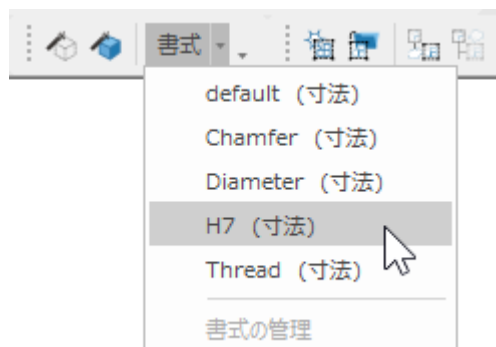 書式
default (寸法)
Chamfer (寸法)
Diameter (寸法)
H7 (寸法)
Thread (寸法)
書式の管理